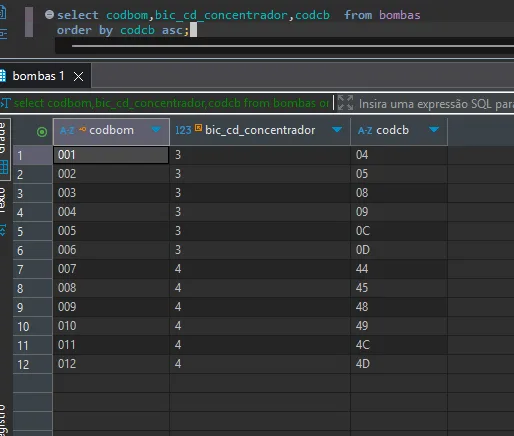 select codbom,bic_cd_concentrador,codcb  from bombas
order by codcb asc;
bombas 1
select codbom,bic_cd_concentrador,codcb from bombas
Insira uma expressão SQL para
Grade
Texto
A-Z codbom 123 bic_cd_concentrador A-Z codcb
1 001 3 04
2 002 3 05
3 003 3 08
4 004 3 09
5 005 3 0C
6 006 3 0D
7 007 4 44
8 008 4 45
9 009 4 48
10 010 4 49
11 011 4 4C
12 012 4 4D